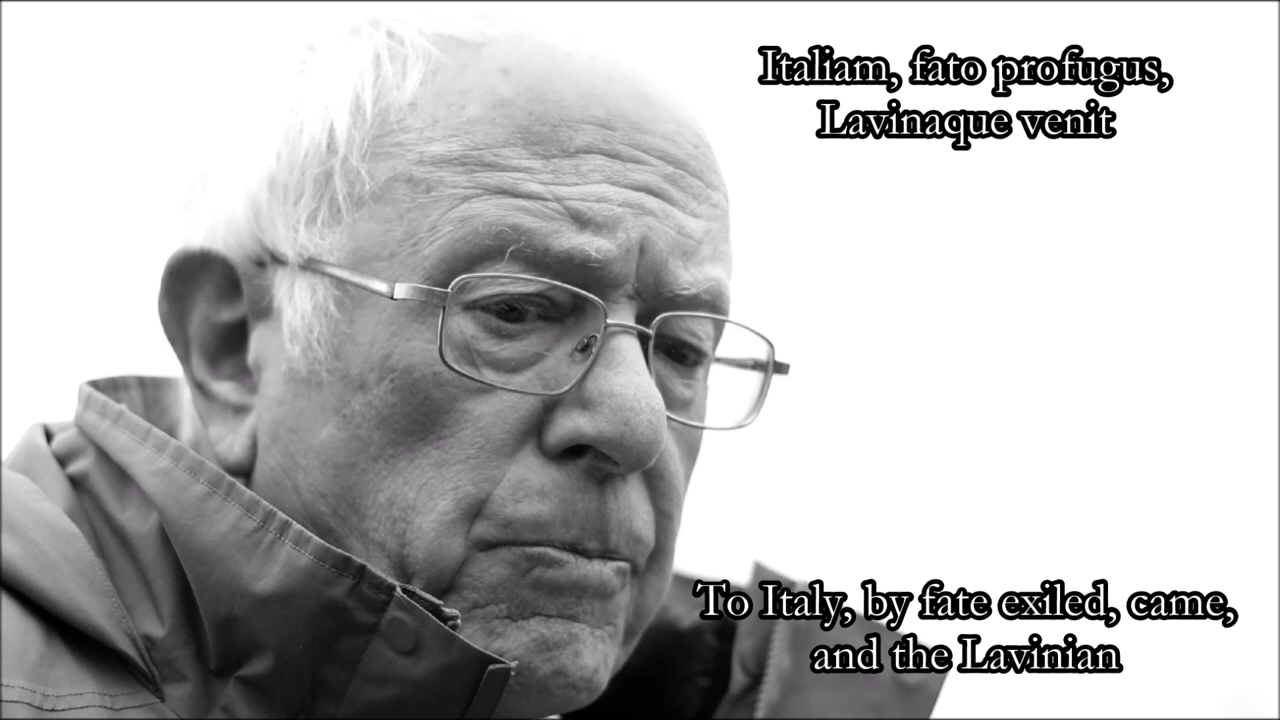 Italiam, fato profugus,
Lavinaque venit
To Italy, by fate exiled, came,
and the Lavinian